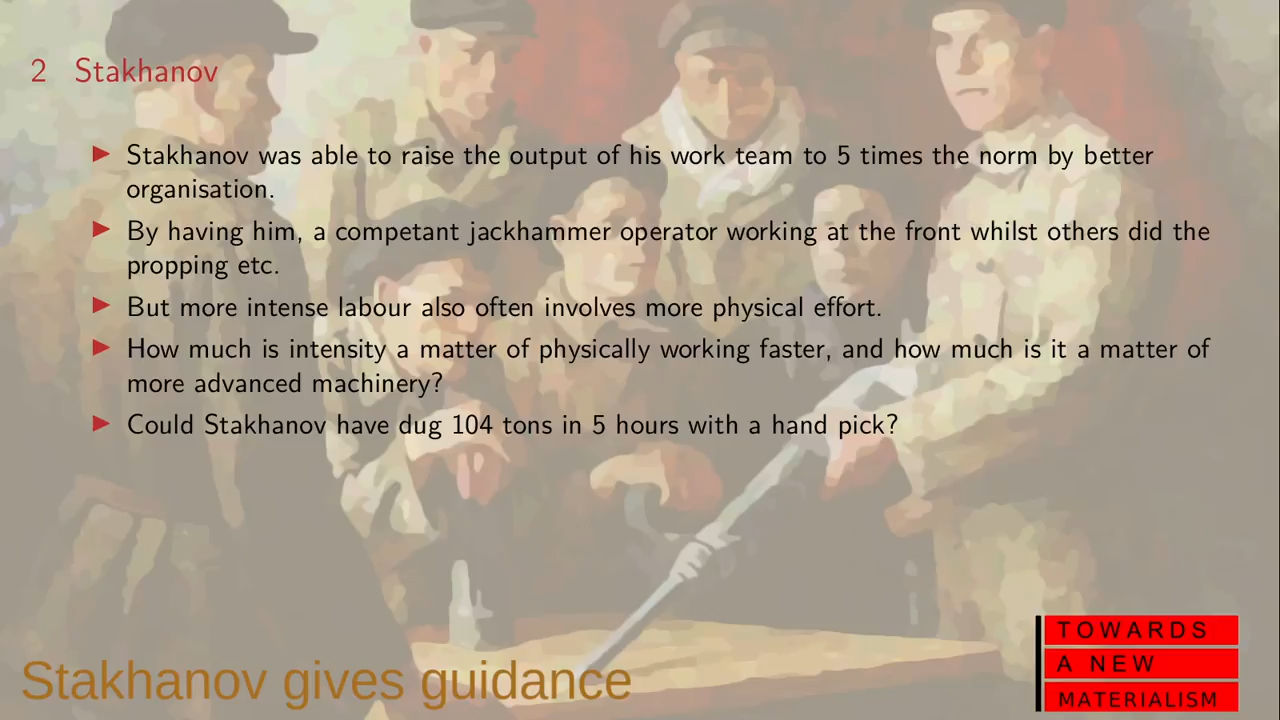 2 Stakhanov
▶ Stakhanov was able to raise the output of his work team to 5 times the norm by better
organisation.
▶ By having him, a competant jackhammer operator working at the front whilst others did the
propping etc.
▶ But more intense labour also often involves more physical effort.
▶ How much is intensity a matter of physically working faster, and how much is it a matter of
more advanced machinery?
▶ Could Stakhanov have dug 104 tons in 5 hours with a hand pick?
Stakhanov gives guidance
TOWARDS
A NEW
MATERIALISM